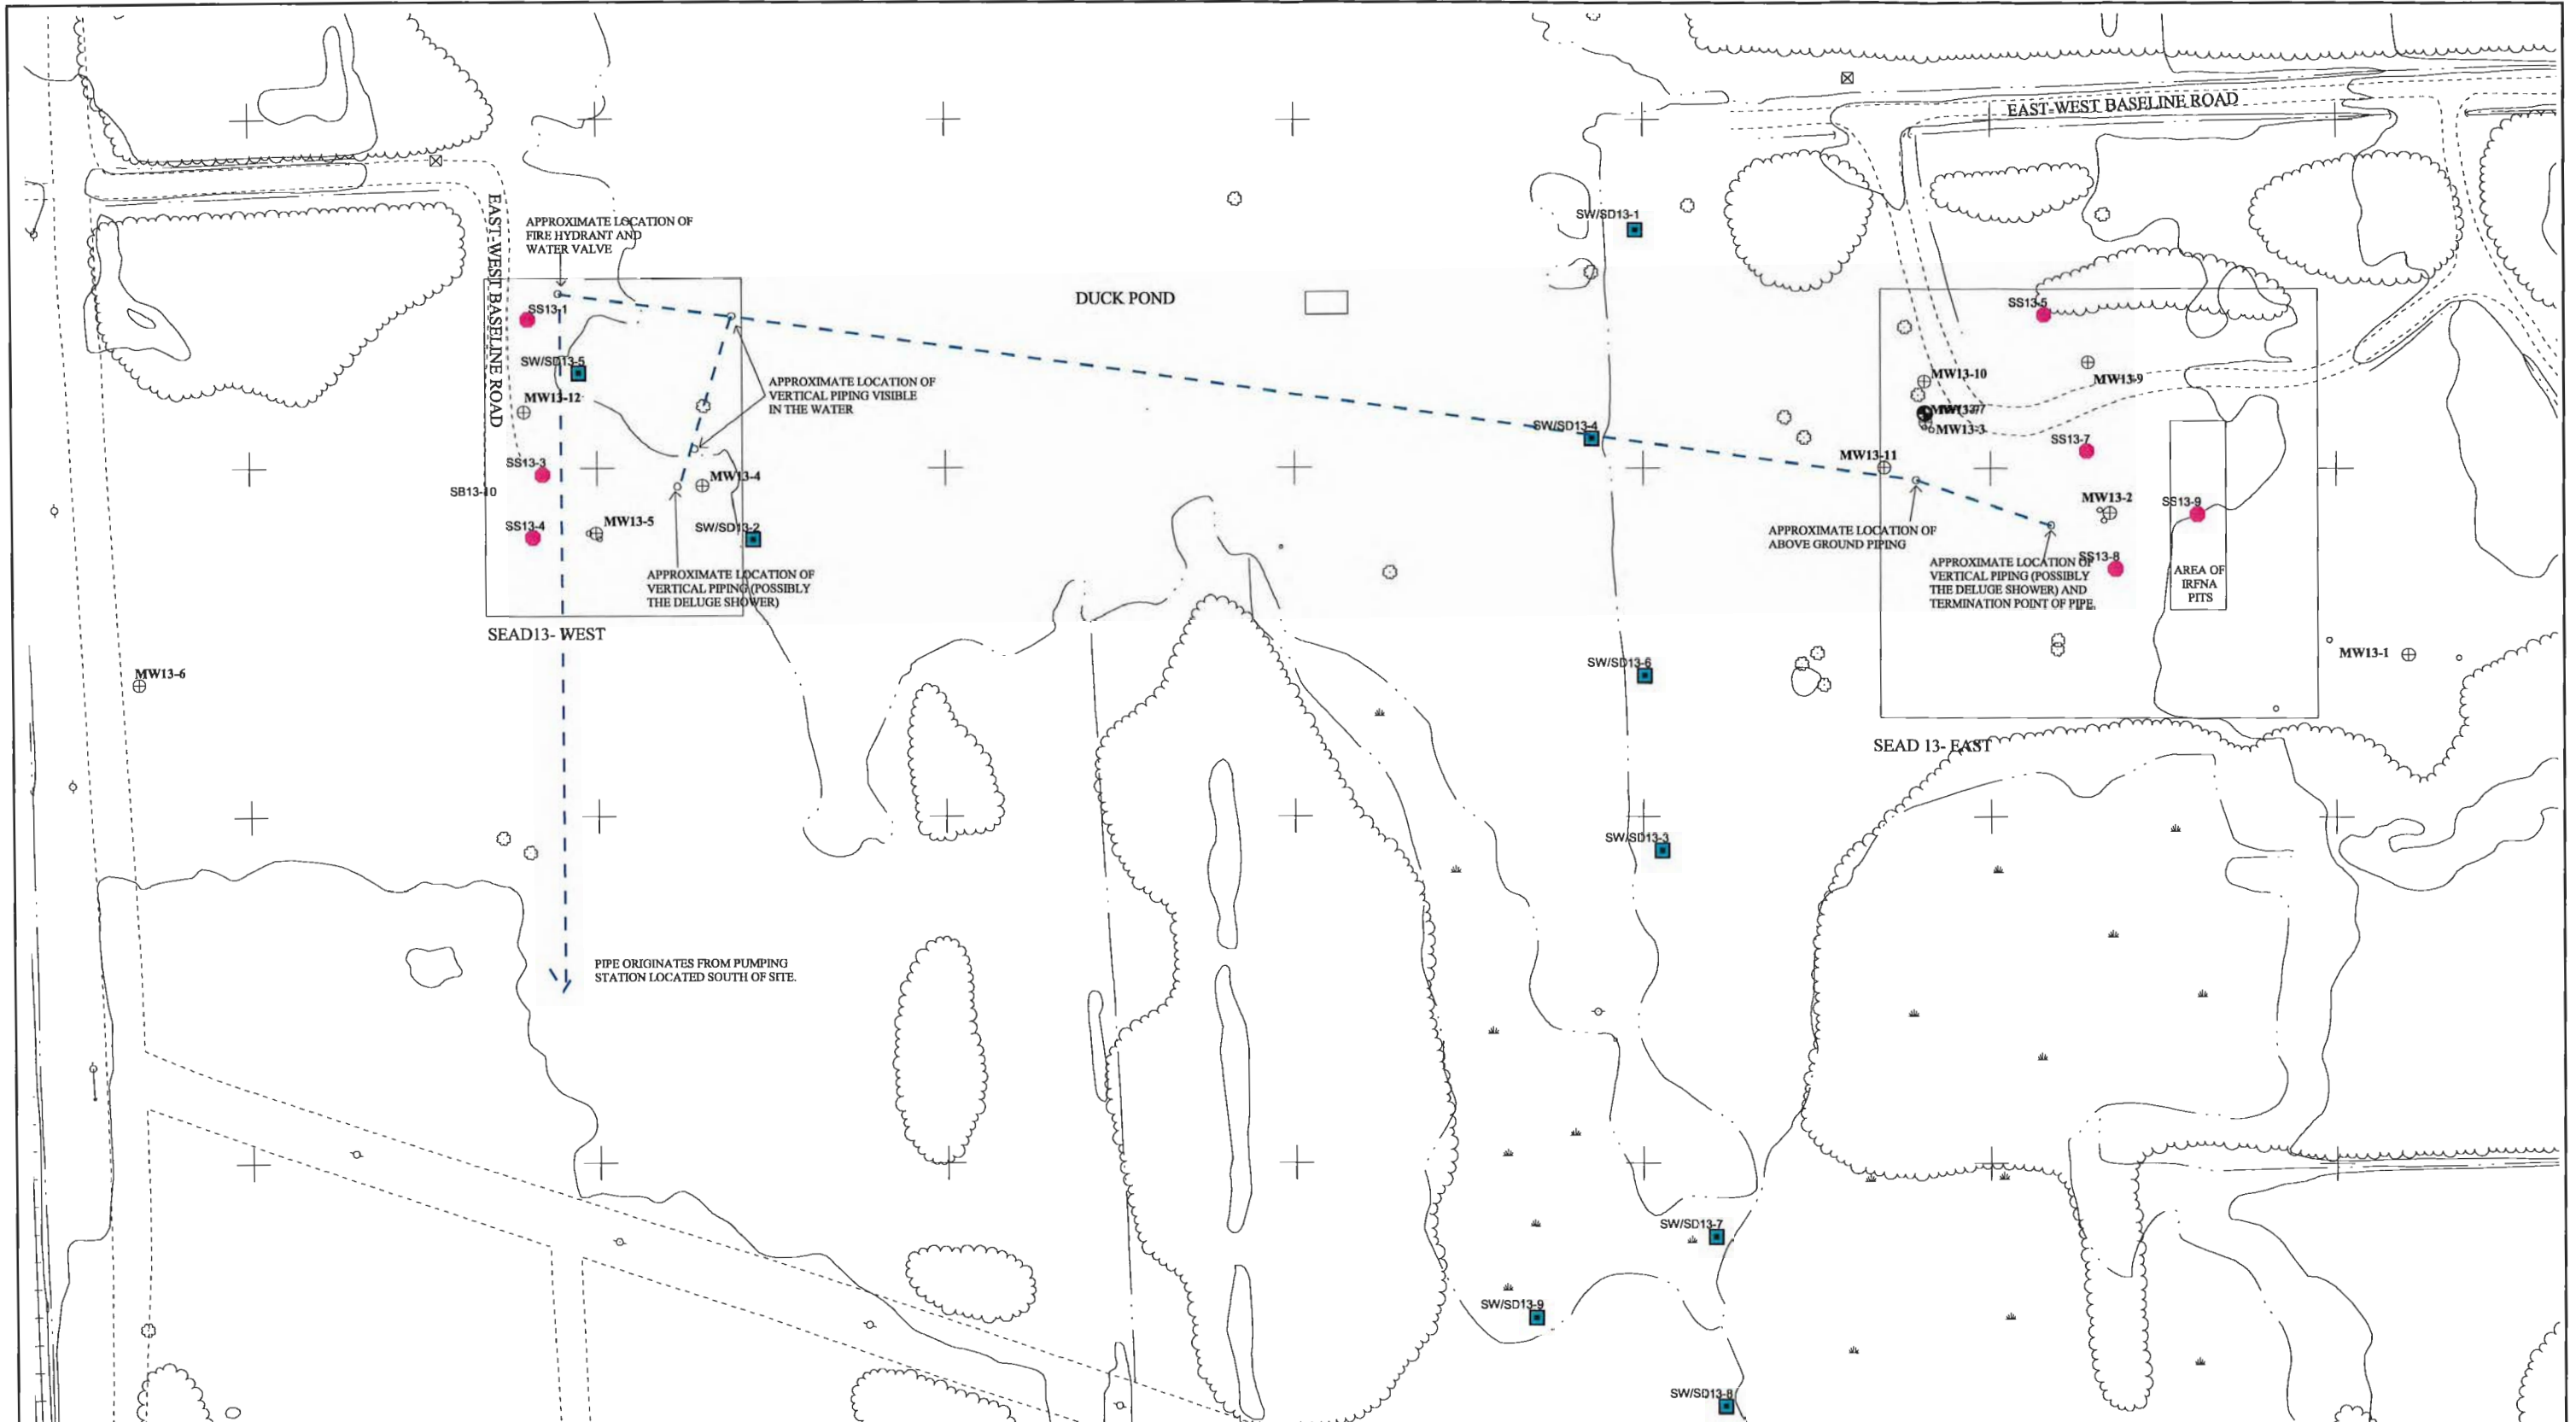 EAST-WEST BASELINE ROAD
EAST-WEST BASELINE ROAD
APPROXIMATE LOCATION OF
FIRE HYDRANT AND
WATER VALVE
SS13-1
SW/SD13-5
MW13-12
SS13-3
SB13-10
SS13-4
MW13-5
MW13-4
SW/SD13-2
APPROXIMATE LOCATION OF
VERTICAL PIPING VISIBLE
IN THE WATER
APPROXIMATE LOCATION OF
VERTICAL PIPING (POSSIBLY
THE DELUGE SHOWER)
SEAD13- WEST
MW13-6
PIPE ORIGINATES FROM PUMPING
STATION LOCATED SOUTH OF SITE.
DUCK POND
SW/SD13-1
SW/SD13-4
SW/SD13-6
SW/SD13-3
SW/SD13-7
SW/SD13-9
SW/SD13-8
SS13-5
MW13-10
MW13-9
MW13-3
SS13-7
MW13-11
MW13-2
SS13-9
SS13-8
APPROXIMATE LOCATION OF
ABOVE GROUND PIPING
APPROXIMATE LOCATION OF
VERTICAL PIPING (POSSIBLY
THE DELUGE SHOWER) AND
TERMINATION POINT OF PIPE.
AREA OF
IRFNA
PITS
MW13-1
SEAD 13- EAST